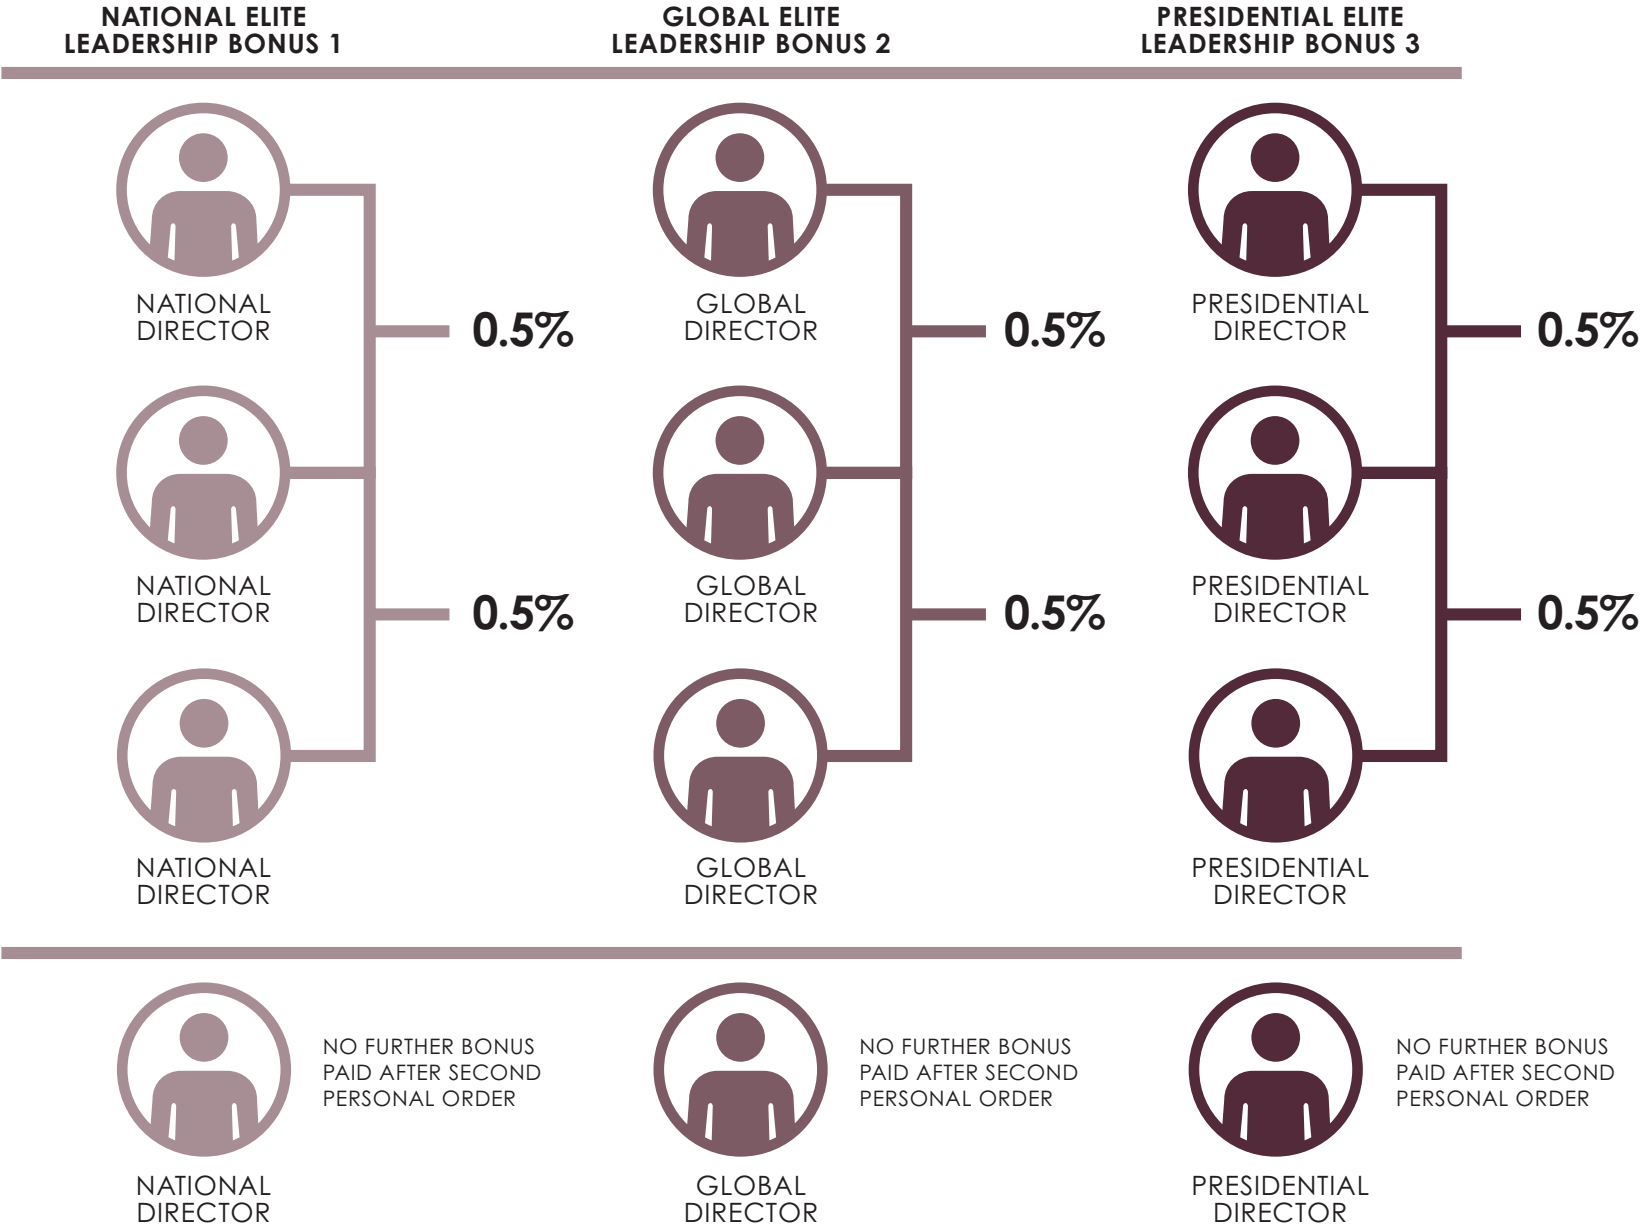 NATIONAL ELITE
LEADERSHIP BONUS 1
GLOBAL ELITE
LEADERSHIP BONUS 2
PRESIDENTIAL ELITE
LEADERSHIP BONUS 3
NATIONAL
DIRECTOR
0.5%
GLOBAL
DIRECTOR
0.5%
PRESIDENTIAL
DIRECTOR
0.5%
NATIONAL
DIRECTOR
0.5%
GLOBAL
DIRECTOR
0.5%
PRESIDENTIAL
DIRECTOR
0.5%
NATIONAL
DIRECTOR
GLOBAL
DIRECTOR
PRESIDENTIAL
DIRECTOR
NO FURTHER BONUS
PAID AFTER SECOND
PERSONAL ORDER
NO FURTHER BONUS
PAID AFTER SECOND
PERSONAL ORDER
NO FURTHER BONUS
PAID AFTER SECOND
PERSONAL ORDER
NATIONAL
DIRECTOR
GLOBAL
DIRECTOR
PRESIDENTIAL
DIRECTOR